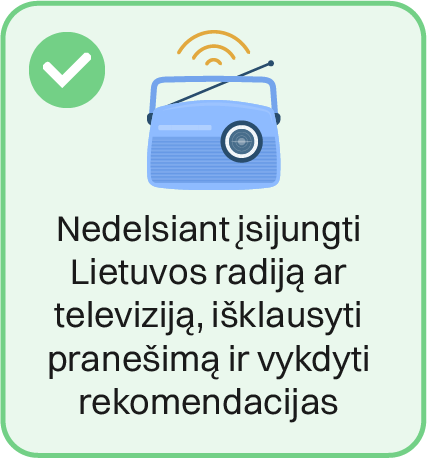 Nedelsiant įsijungti
Lietuvos radiją ar
televiziją, išklausyti
pranešimą ir vykdyti
rekomendacijas